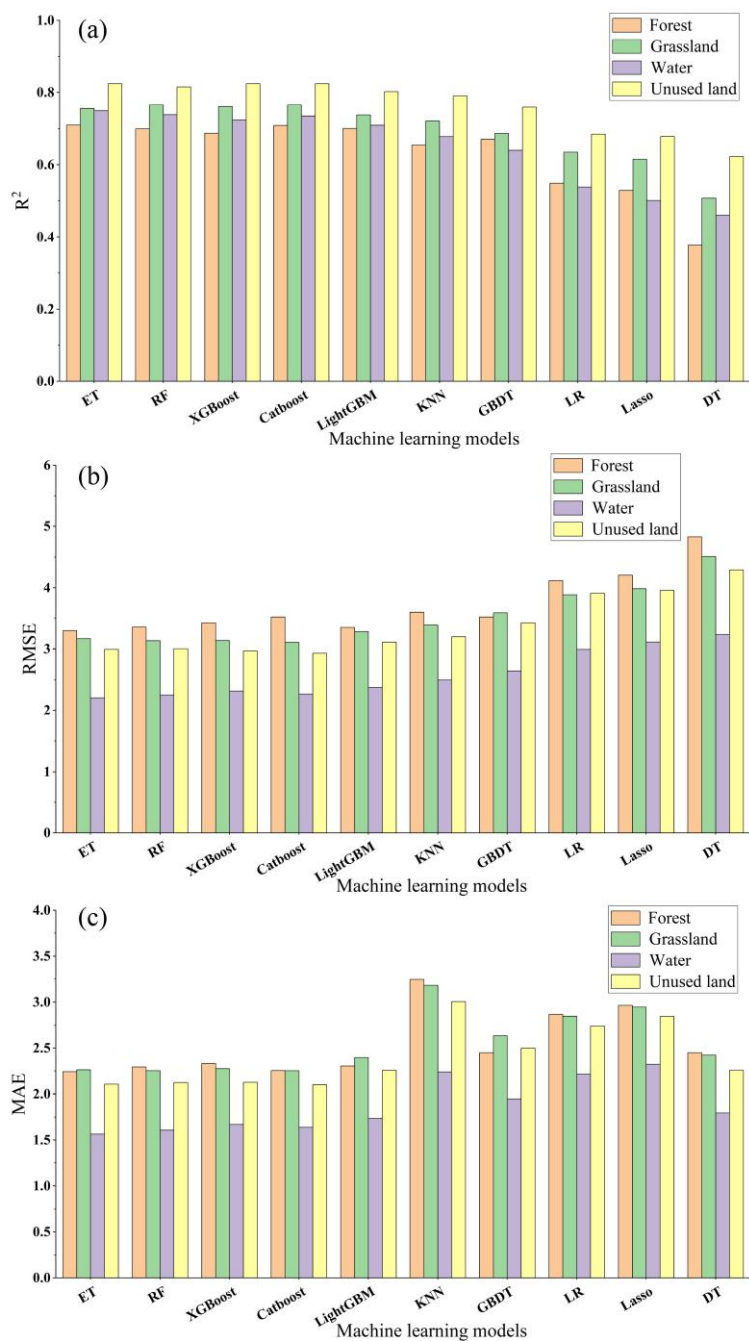 (a)
Forest
Grassland
Water
Unused land
1.0
0.8
0.6
0.4
0.2
0.0
R²
ET
RF
XGBoost
Catboost
LightGBM
KNN
GBDT
LR
Lasso
DT
Machine learning models
(b)
Forest
Grassland
Water
Unused land
6
5
4
3
2
1
0
RMSE
ET
RF
XGBoost
Catboost
LightGBM
KNN
GBDT
LR
Lasso
DT
Machine learning models
(c)
Forest
Grassland
Water
Unused land
4.0
3.5
3.0
2.5
2.0
1.5
1.0
0.5
0.0
MAE
ET
RF
XGBoost
Catboost
LightGBM
KNN
GBDT
LR
Lasso
DT
Machine learning models